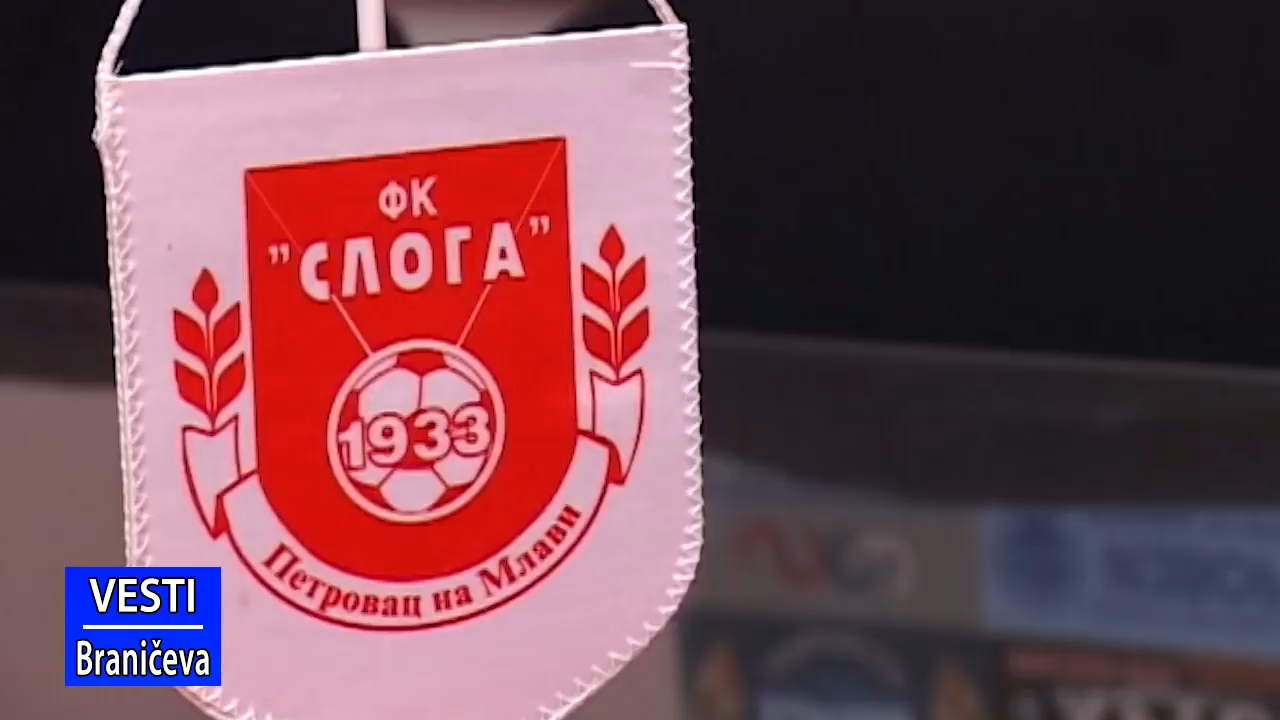 ФК
"СЛОГА"
1933
Петровац на Млави
VESTI
Braničeva